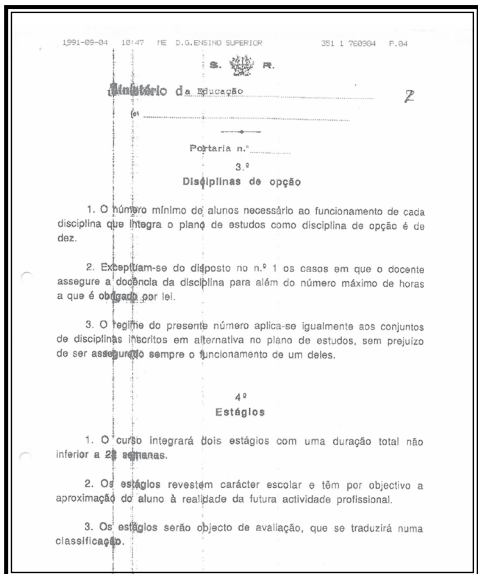 1991-09-04 10:47 ME D.G.ENSINO SUPERIOR 351 1 760984 P.04
S. R.
Ministério da Educação
Portaria n.º
3.º
Disciplinas de opção
1. O número mínimo de alunos necessário ao funcionamento de cada
disciplina que integra o plano de estudos como disciplina de opção é de
dez.
2. Exceptuam-se do disposto no n.º 1 os casos em que o docente
assegure a docência da disciplina para além do número máximo de horas
a que é obrigado por lei.
3. O regime do presente número aplica-se igualmente aos conjuntos
de disciplinas inscritos em alternativa no plano de estudos, sem prejuízo
de ser assegurado sempre o funcionamento de um deles.
4º
Estágios
1. O curso integrará dois estágios com uma duração total não
inferior a semanas.
2. Os estágios revestem carácter escolar e têm por objectivo a
aproximação do aluno à realidade da futura actividade profissional.
3. Os estágios serão objecto de avaliação, que se traduzirá numa
classificação.